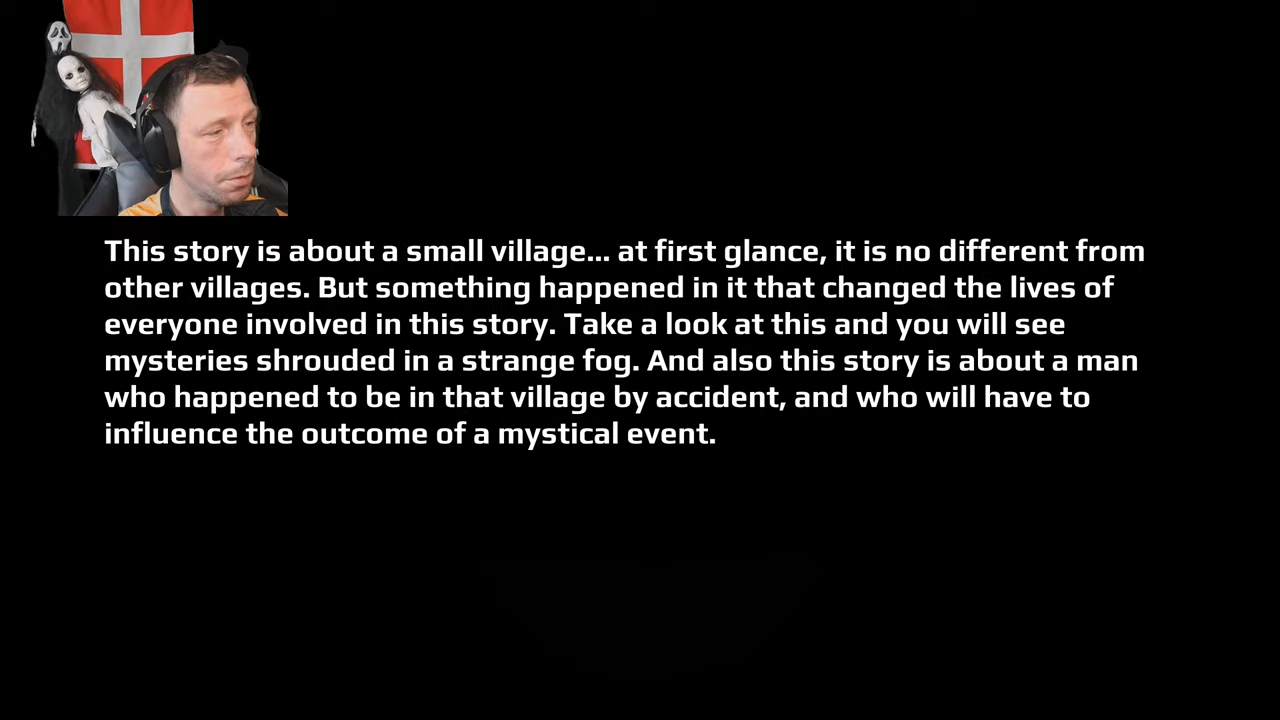 This story is about a small village... at first glance, it is no different from
other villages. But something happened in it that changed the lives of
everyone involved in this story. Take a look at this and you will see
mysteries shrouded in a strange fog. And also this story is about a man
who happened to be in that village by accident, and who will have to
influence the outcome of a mystical event.